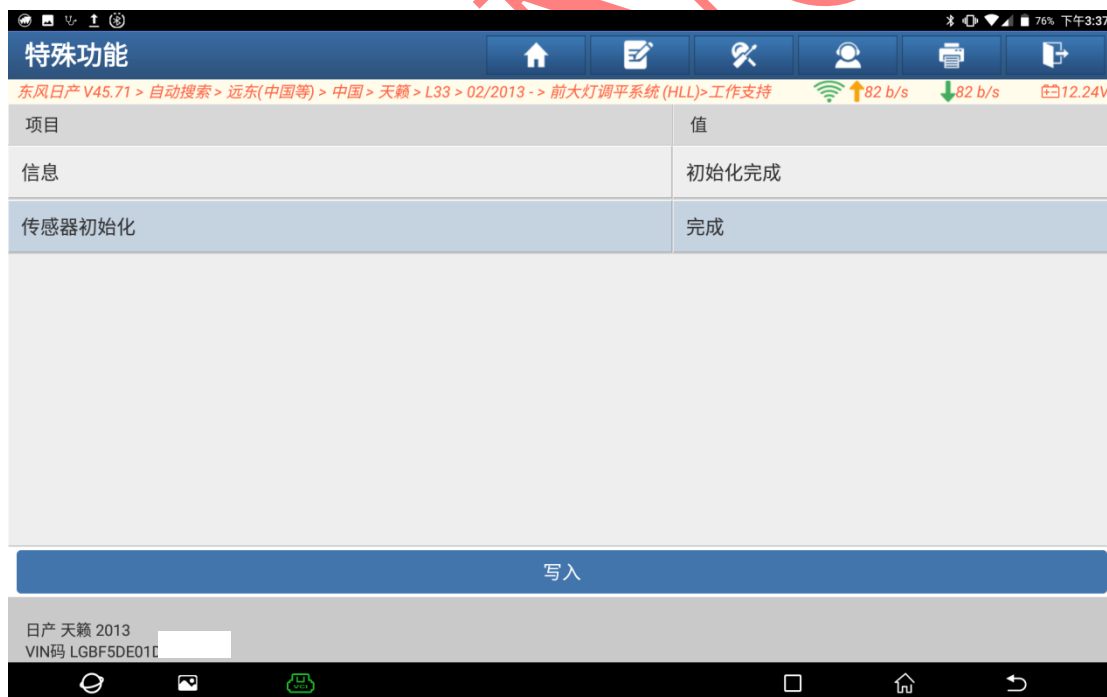 76% 下午3:37
特殊功能
东风日产 V45.71 > 自动搜索 > 远东(中国等) > 中国 > 天籁 > L33 > 02/2013 - > 前大灯调平系统 (HLL)>工作支持 82 b/s 82 b/s 12.24V
项目 值
信息 初始化完成
传感器初始化 完成
写入
日产 天籁 2013
VIN码 LGBF5DE01
VCI